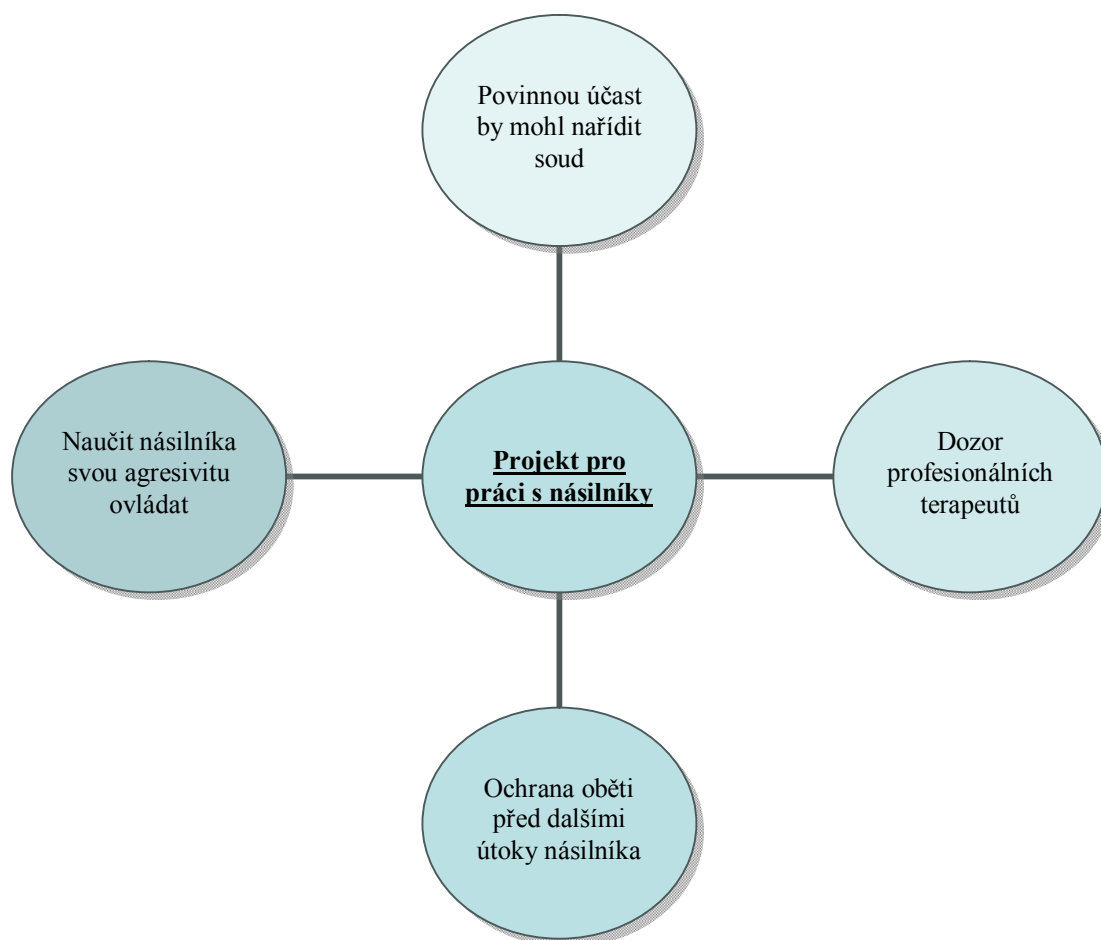 Povinnou účast
by mohl nařídit
soud
Naučit násilníka
svou agresivitu
ovládat
Projekt pro
práci s násilníky
Dozor
profesionálních
terapeutů
Ochrana oběti
před dalšími
útoky násilníka